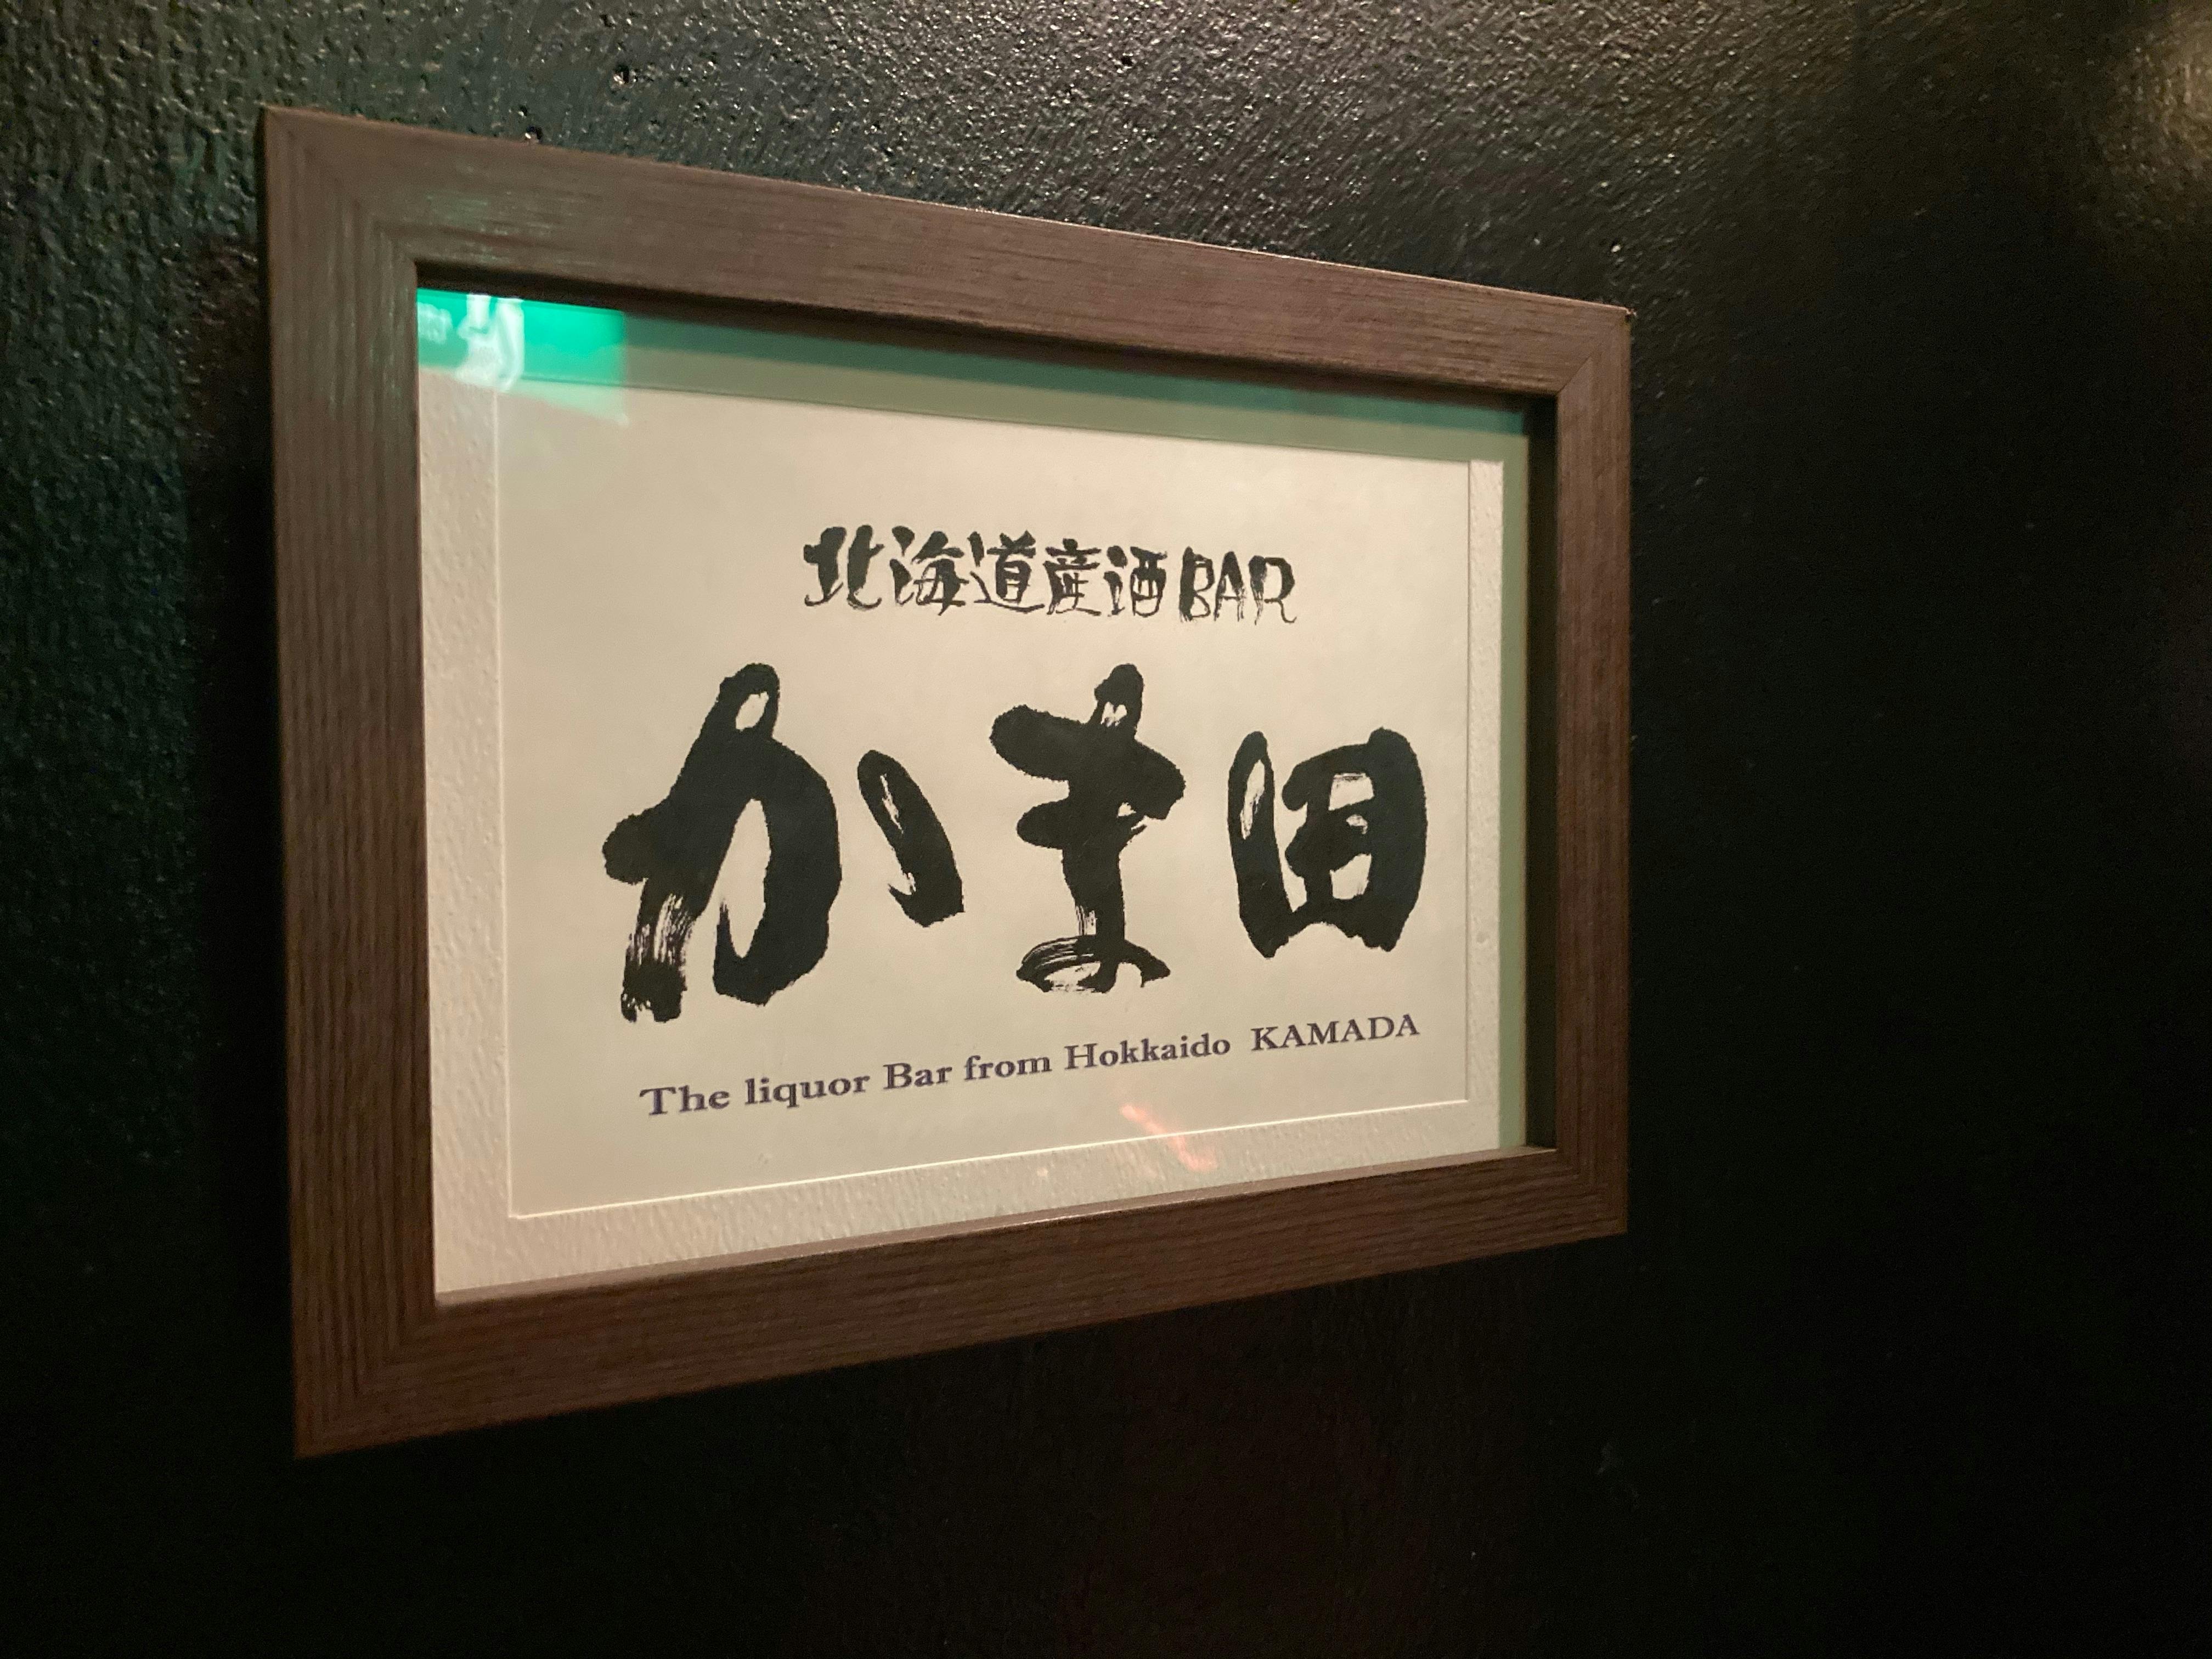 北海道産酒BAR
かま田
The liquor Bar from Hokkaido KAMADA